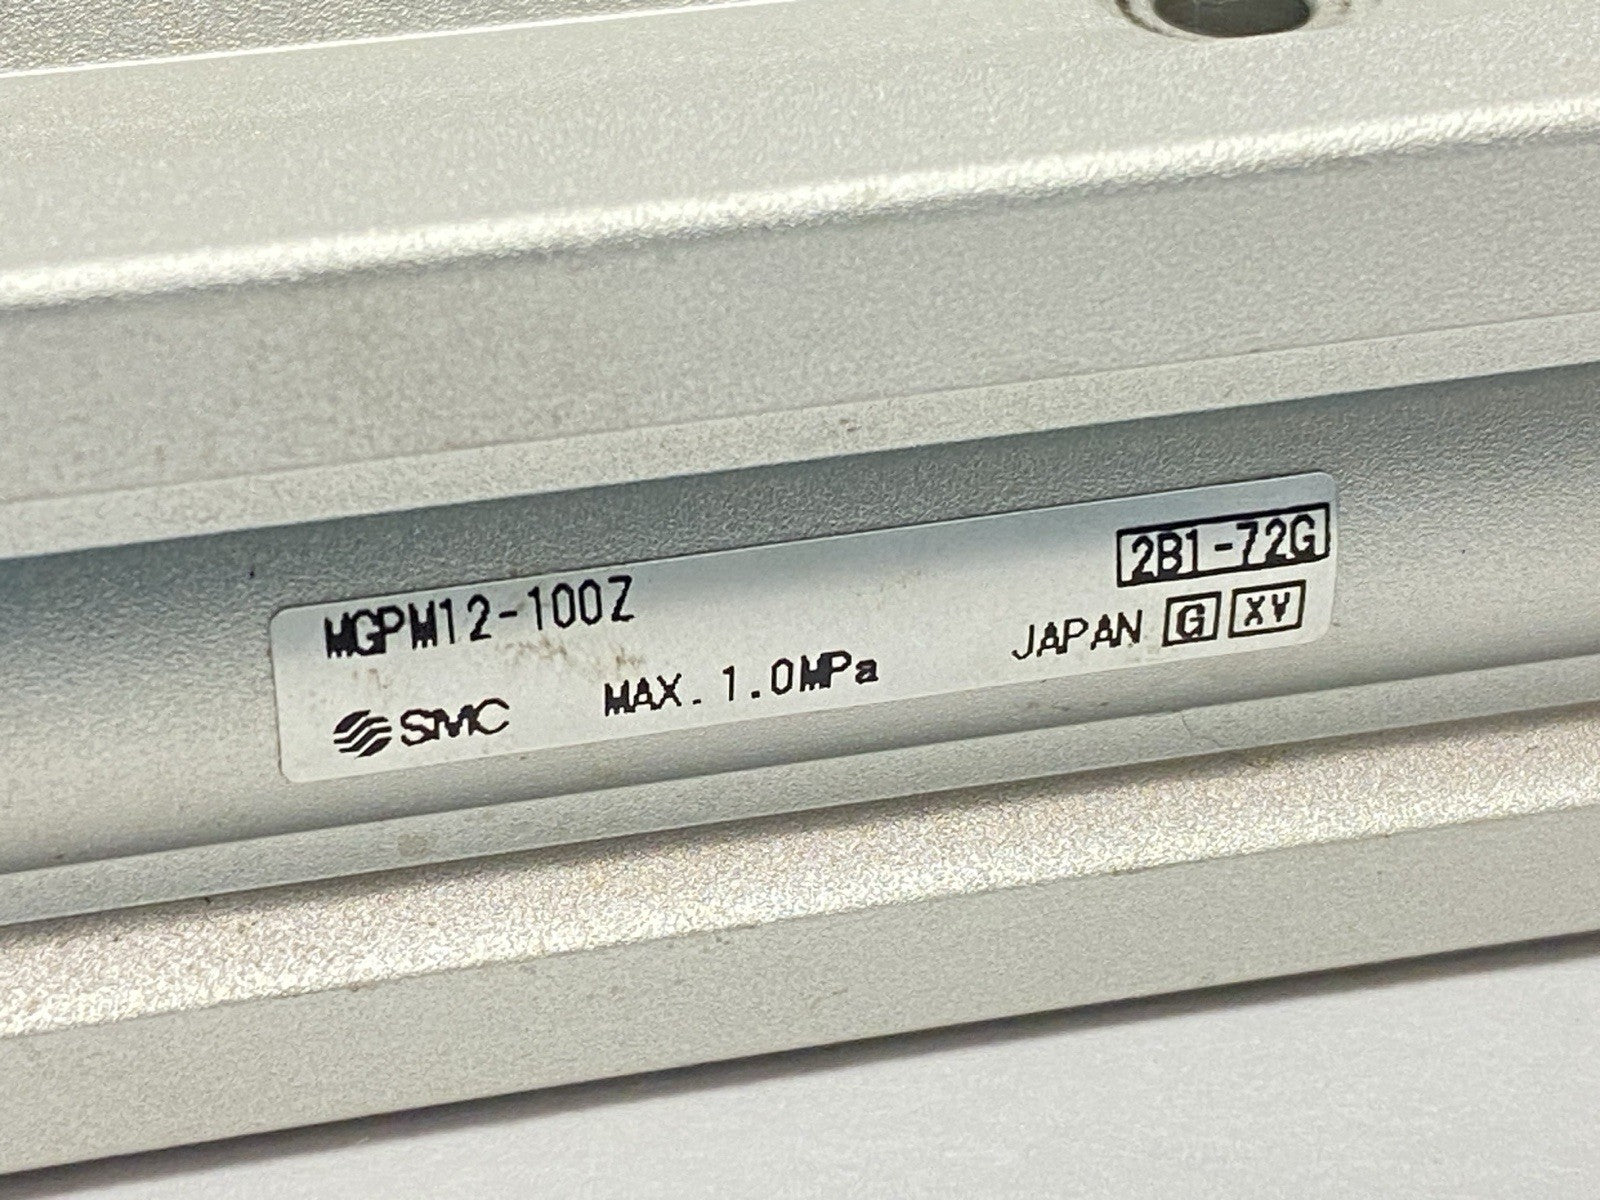 2B1-72G
MGPM12-100Z
JAPAN G XV
SMC MAX. 1.0MPa